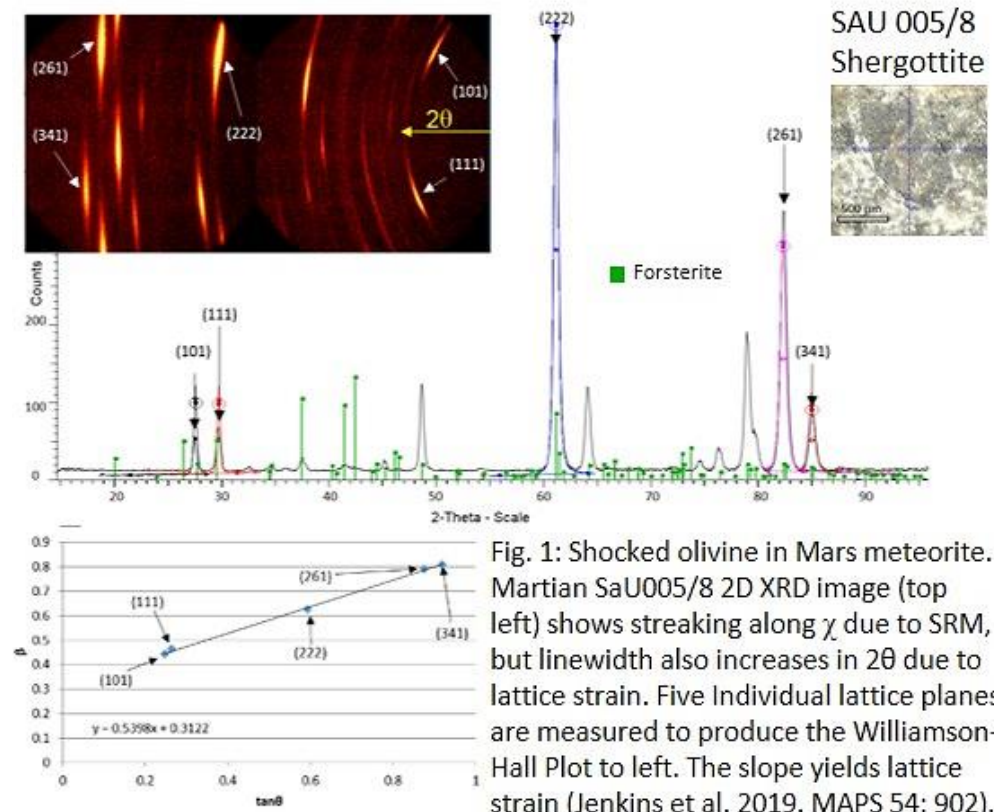 (222)
SAU 005/8
Shergottite
(261)
(101)
(341)
(222)
2θ
(111)
(261)
500 µm
Counts
Forsterite
(111)
(101)
(341)
200
100
0
20 30 40 50 60 70 80 90
2-Theta - Scale
0.9
0.8
0.7
0.6
0.5
0.4
0.3
0.2
0.1
0
β
(261)
(111)
(222)
(341)
(101)
y = 0.5398x + 0.3122
0 0.2 0.4 0.6 0.8 1
tanθ
Fig. 1: Shocked olivine in Mars meteorite.
Martian SaU005/8 2D XRD image (top
left) shows streaking along χ due to SRM,
but linewidth also increases in 2θ due to
lattice strain. Five Individual lattice planes
are measured to produce the Williamson-
Hall Plot to left. The slope yields lattice
strain (Jenkins et al. 2019, MAPS 54: 902).